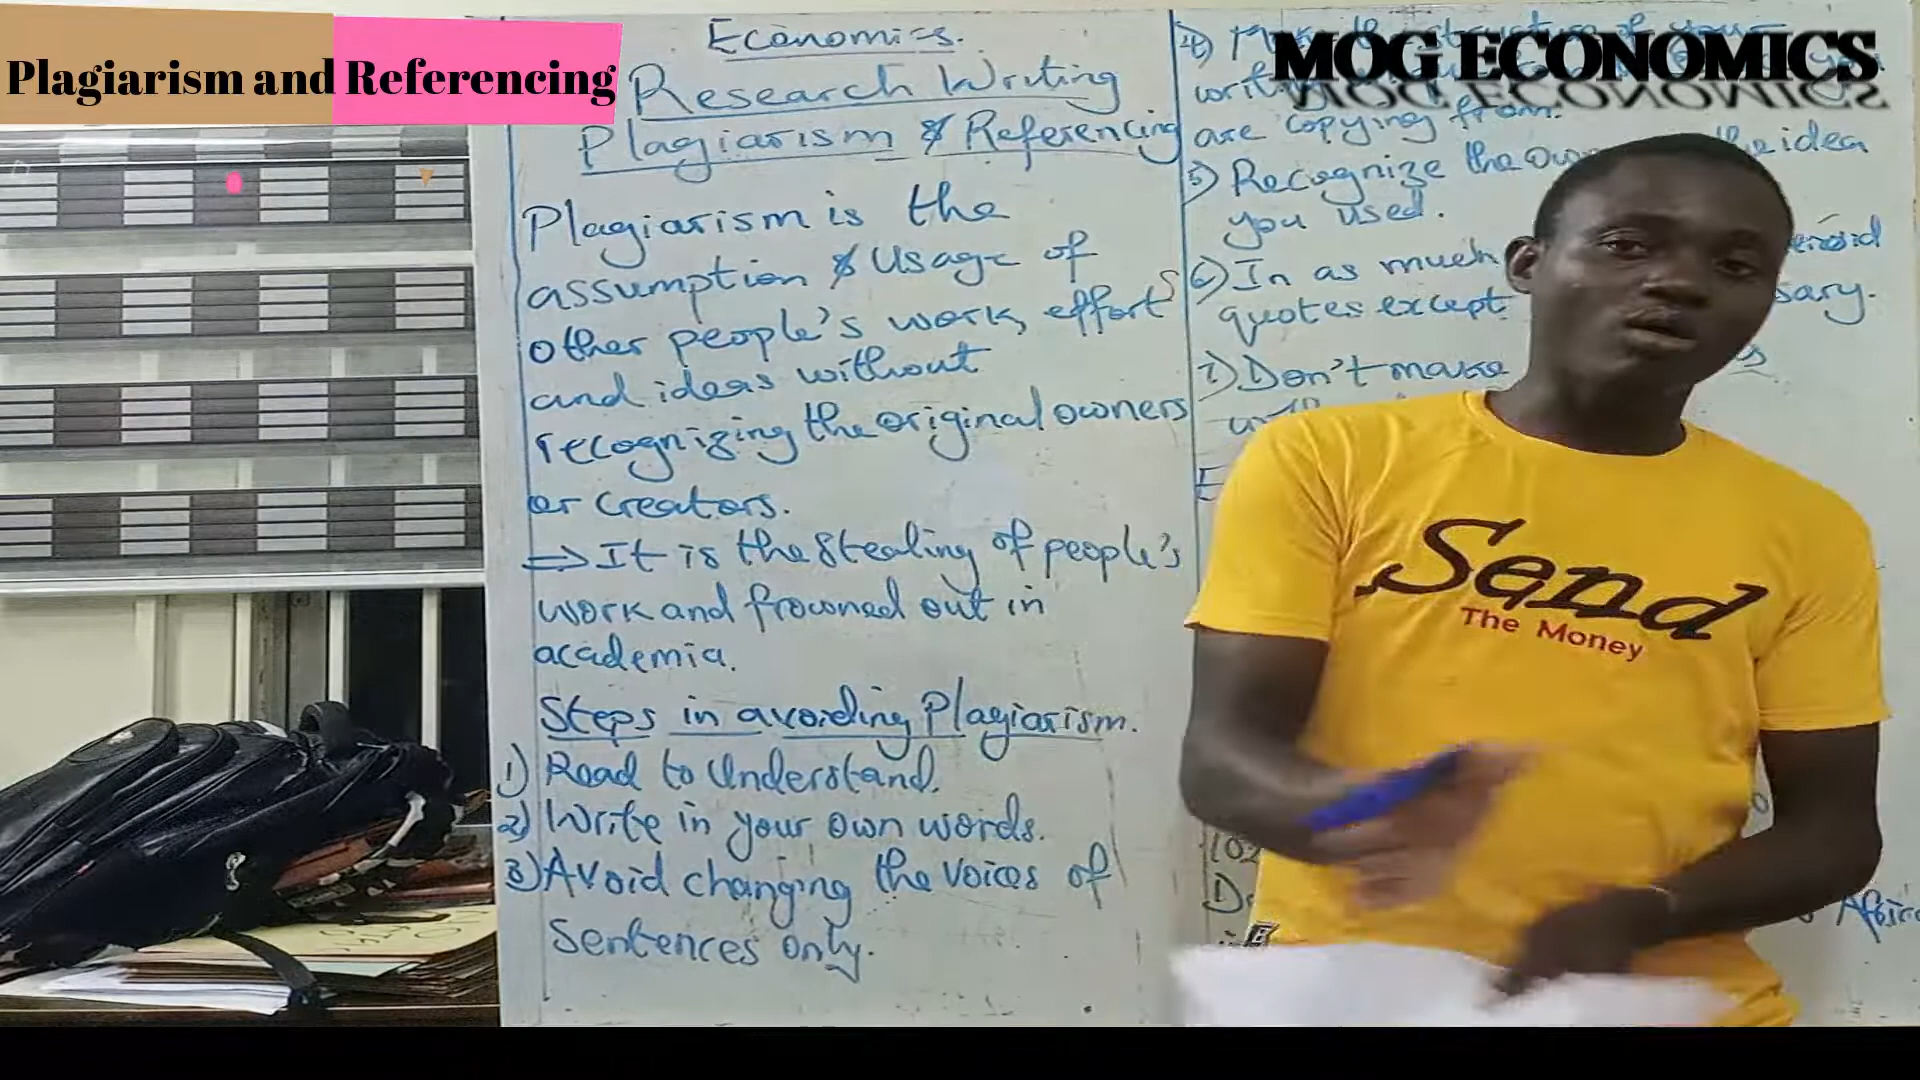 Plagiarism and Referencing
MOG ECONOMICS
Economics.
Research Writing
Plagiarism & Referencing
Plagiarism is the
assumption & Usage of
other people's work, efforts
and ideas without
recognizing the original owners
or Creators.
⇒ It is the stealing of people's
work and frowned out in
academia.
Steps in avoiding Plagiarism.
1) Read to Understand.
2) Write in your own words.
3) Avoid changing the voices of
Sentences only.
4)
are copying from.
5) Recognize the idea
you used.
6) In as much
quotes except
7) Don't
102
Send
The Money